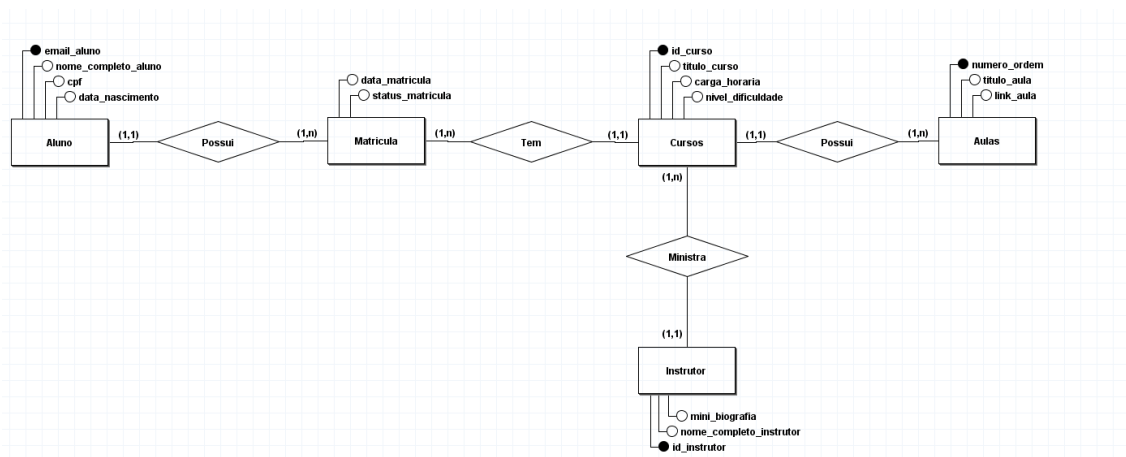 email_aluno
nome_completo_aluno
cpf
data_nascimento
Aluno
(1,1)
Possui
(1,n)
data_matricula
status_matricula
Matricula
(1,n)
Tem
(1,1)
id_curso
titulo_curso
carga_horaria
nivel_dificuldade
Cursos
(1,1)
Possui
(1,n)
numero_ordem
titulo_aula
link_aula
Aulas
(1,n)
Ministra
(1,1)
Instrutor
mini_biografia
nome_completo_instrutor
id_instrutor